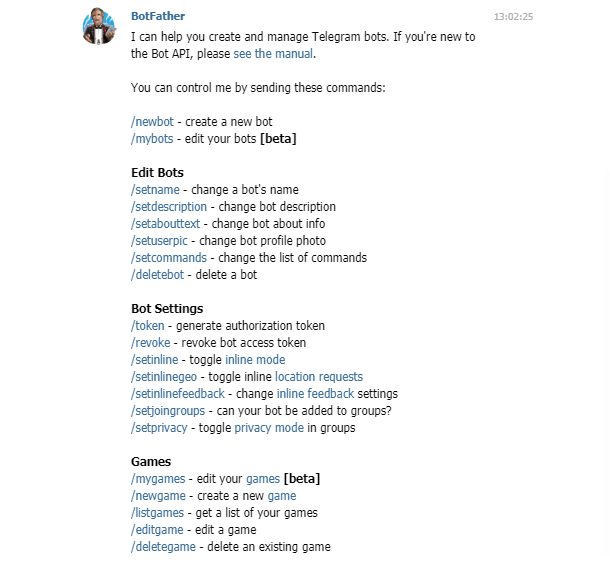 BotFather 13:02:25
I can help you create and manage Telegram bots. If you're new to
the Bot API, please see the manual.
You can control me by sending these commands:
/newbot - create a new bot
/mybots - edit your bots [beta]
Edit Bots
/setname - change a bot's name
/setdescription - change bot description
/setabouttext - change bot about info
/setuserpic - change bot profile photo
/setcommands - change the list of commands
/deletebot - delete a bot
Bot Settings
/token - generate authorization token
/revoke - revoke bot access token
/setinline - toggle inline mode
/setinlinegeo - toggle inline location requests
/setinlinefeedback - change inline feedback settings
/setjoingroups - can your bot be added to groups?
/setprivacy - toggle privacy mode in groups
Games
/mygames - edit your games [beta]
/newgame - create a new game
/listgames - get a list of your games
/editgame - edit a game
/deletegame - delete an existing game